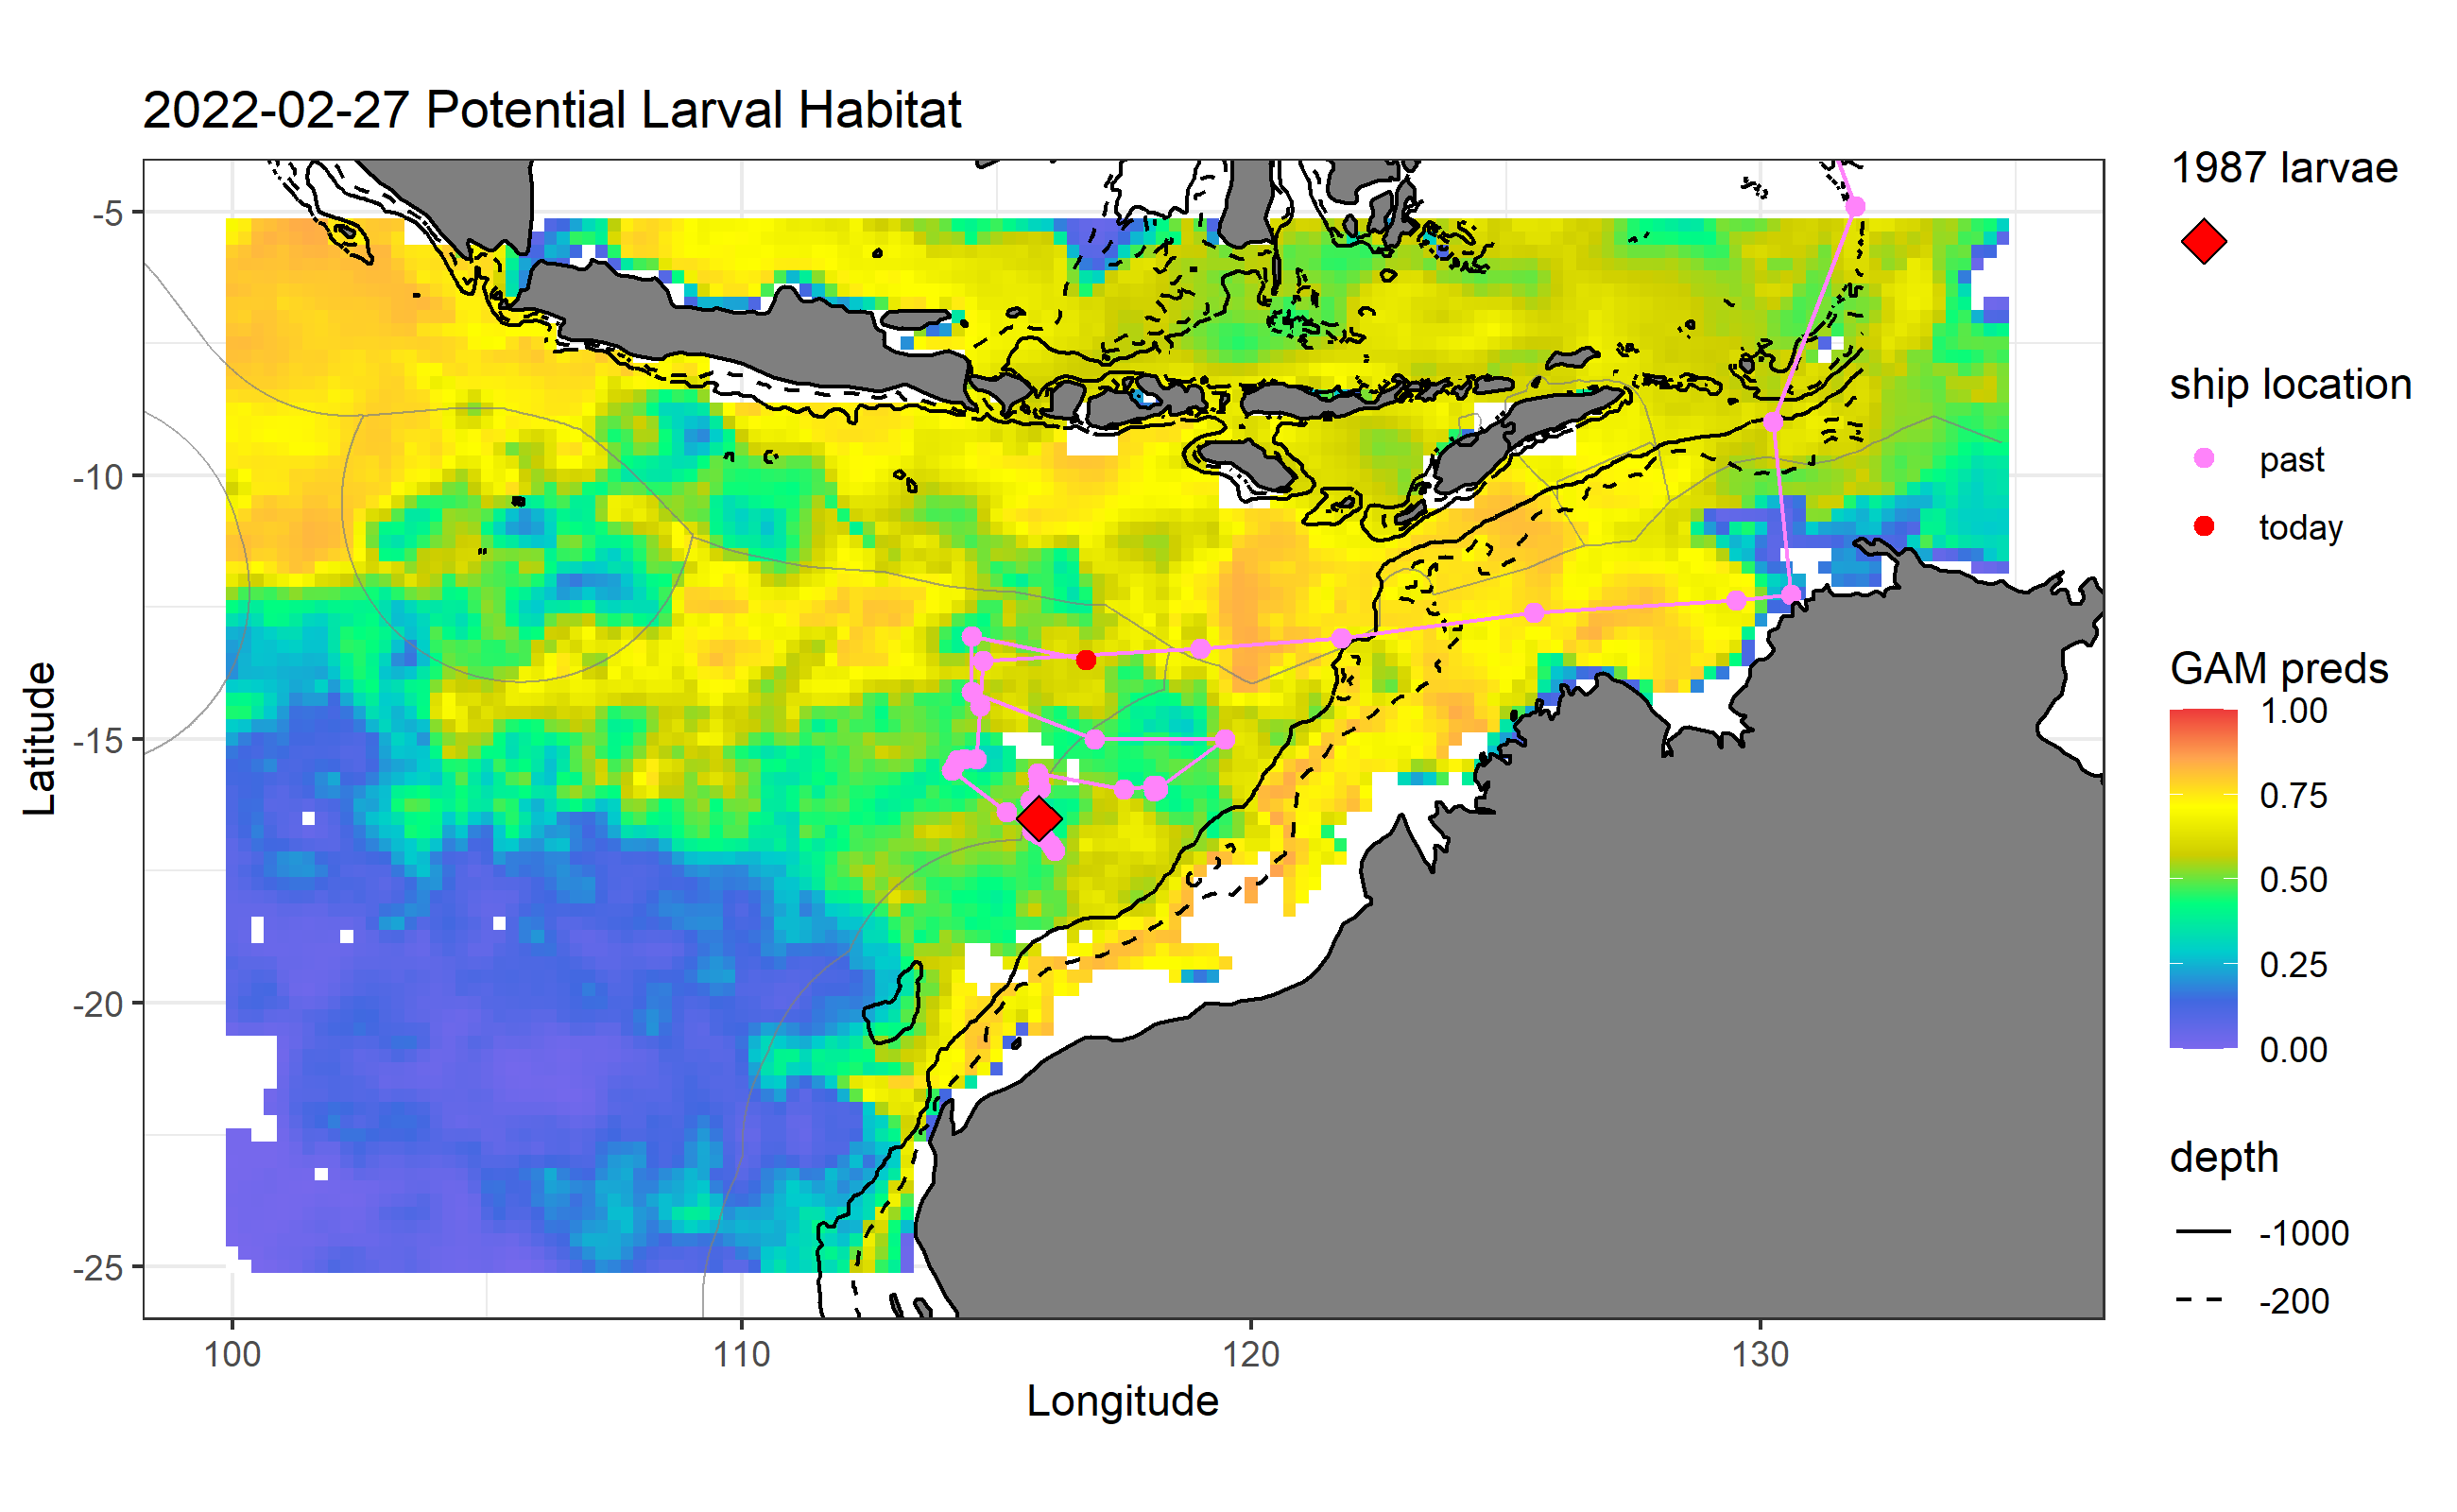 2022-02-27 Potential Larval Habitat
-5
-10
-15
-20
-25
Latitude
100
110
120
130
Longitude
1987 larvae
ship location
past
today
GAM preds
1.00
0.75
0.50
0.25
0.00
depth
-1000
-200